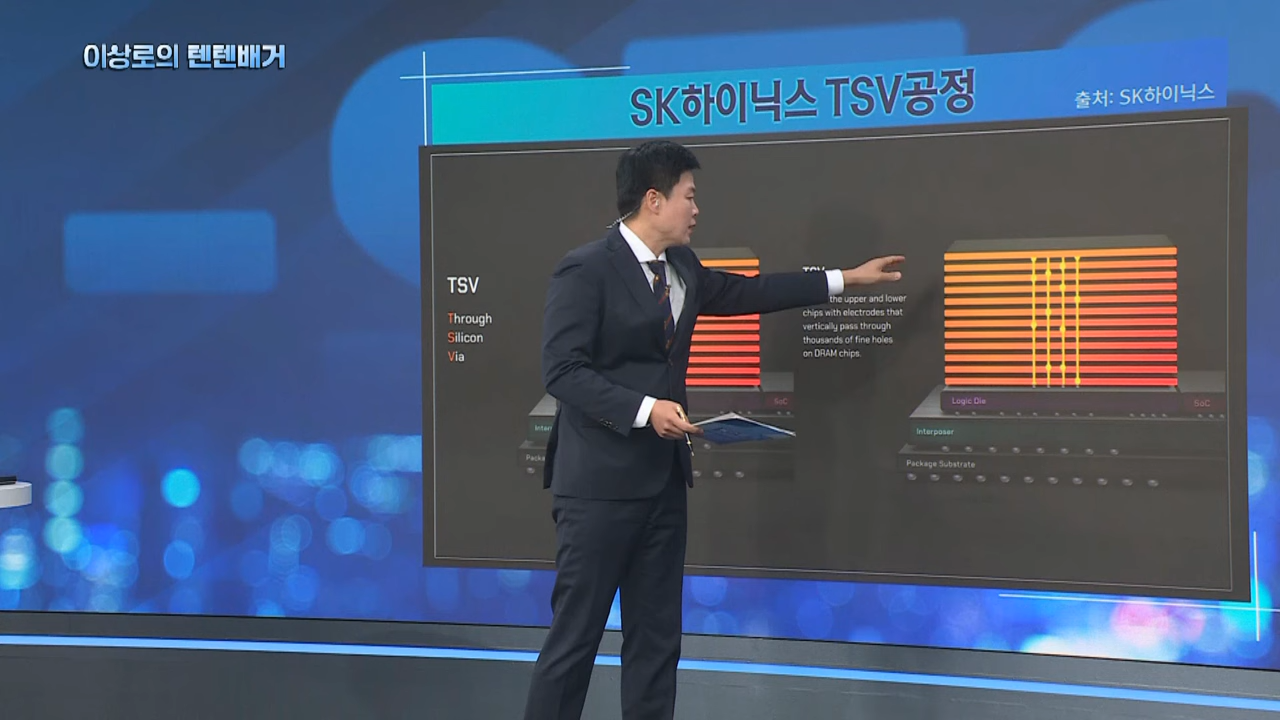 이상로의 텐텐배거
SK하이닉스 TSV공정
출처: SK하이닉스
TSV
Through
Silicon
Via
SoC
TSV
the upper and lower
chips with electrodes that
vertically pass through
thousands of fine holes
on DRAM chips.
Logic Die
SoC
Interposer
Package Substrate